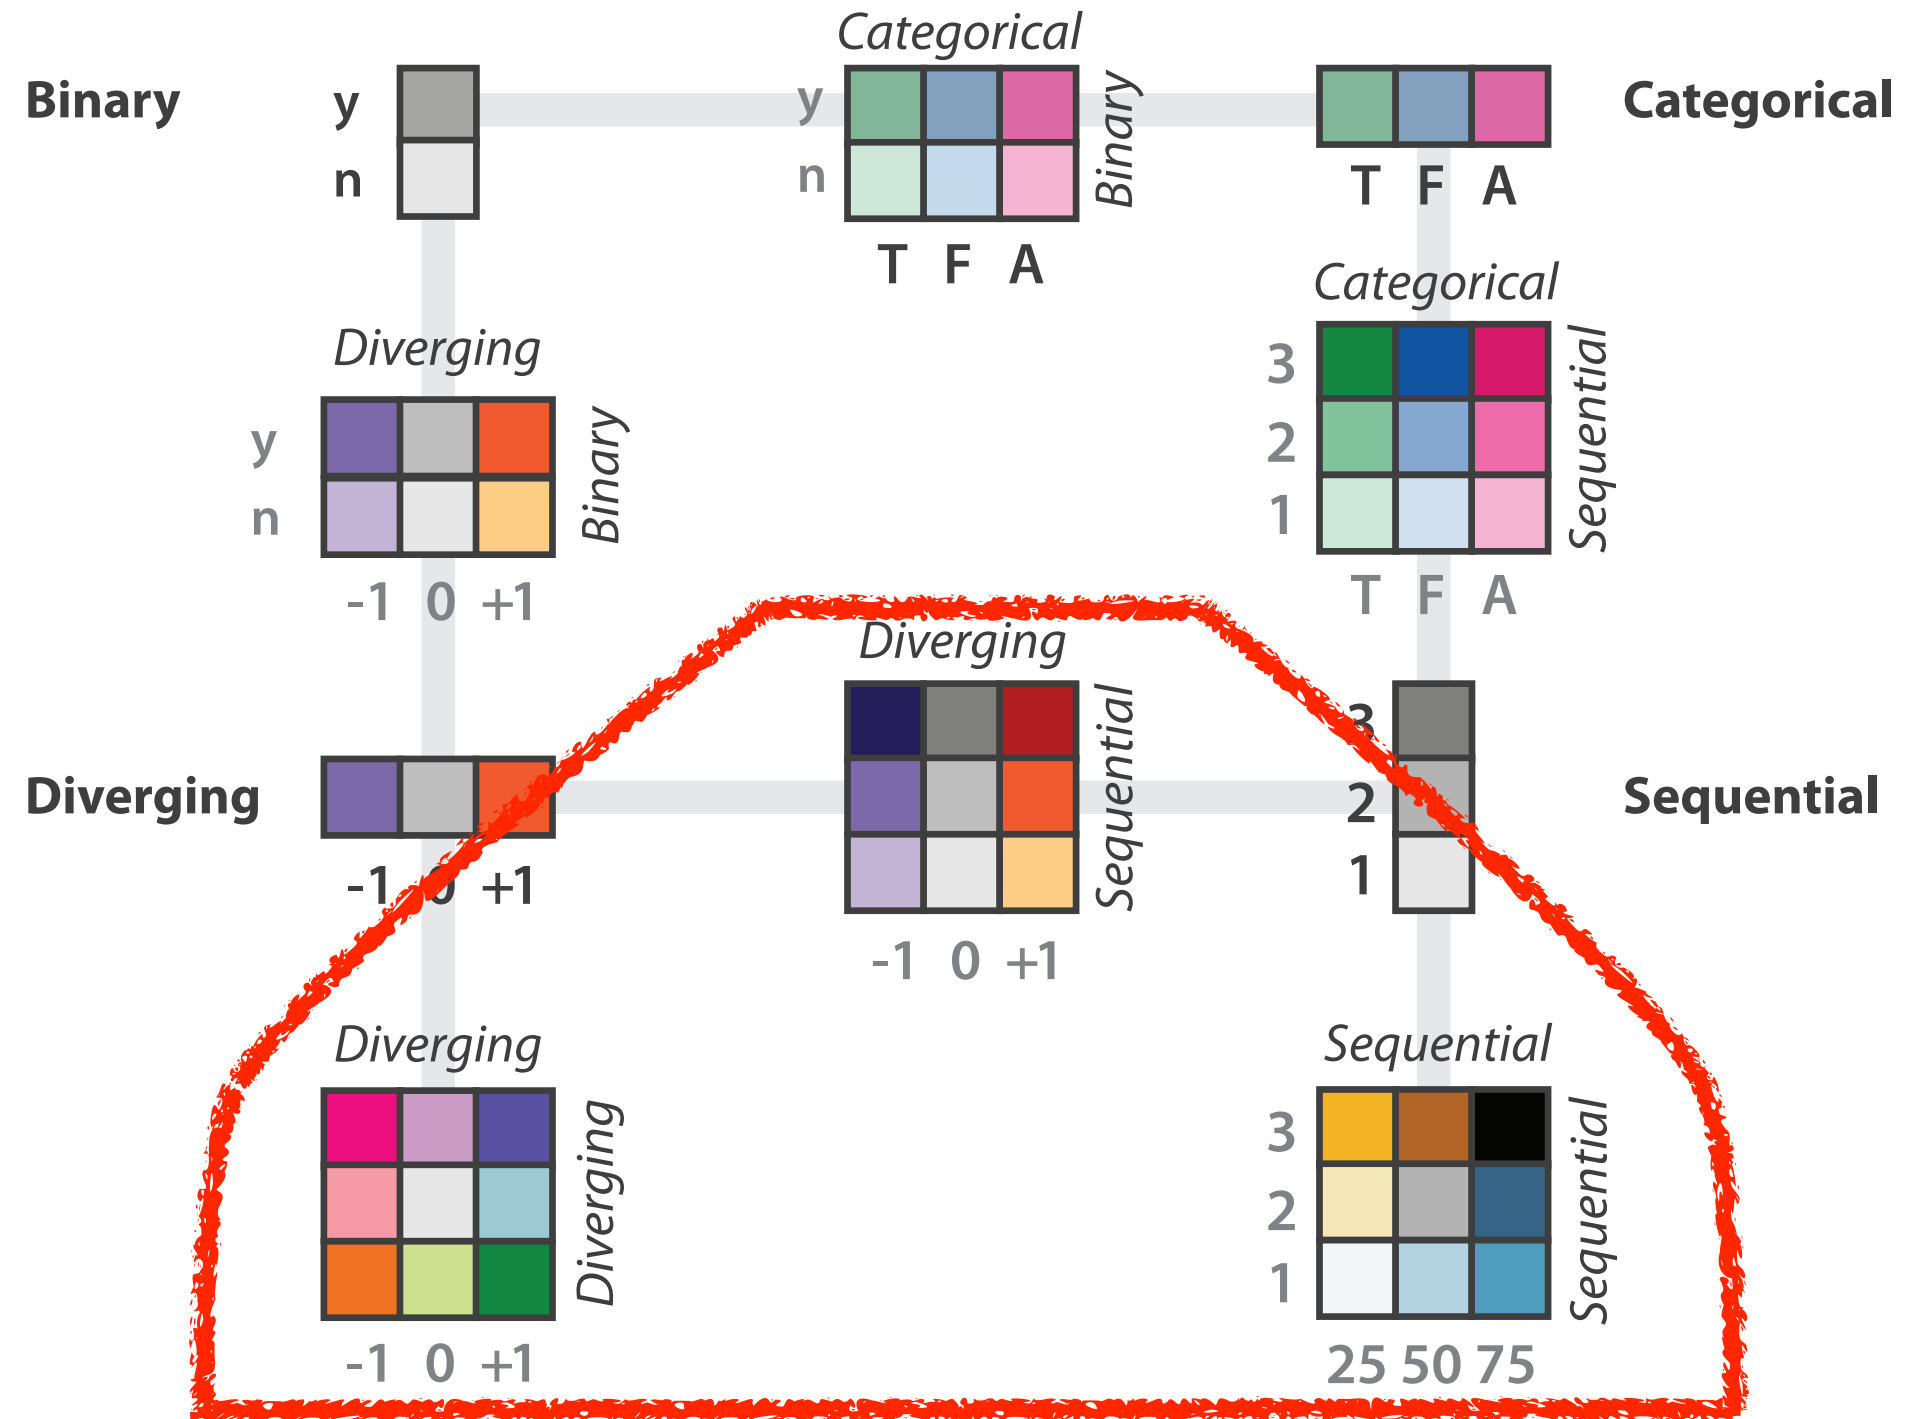 Categorical
Binary
y
n
y
n
Binary
T F A
Categorical
T F A
Diverging
y
n
Binary
-1 0 +1
Categorical
3
2
1
Sequential
T F A
Diverging
-1 0 +1
Diverging
Sequential
-1 0 +1
3
2
1
Sequential
Diverging
Diverging
-1 0 +1
Sequential
3
2
1
Sequential
25 50 75